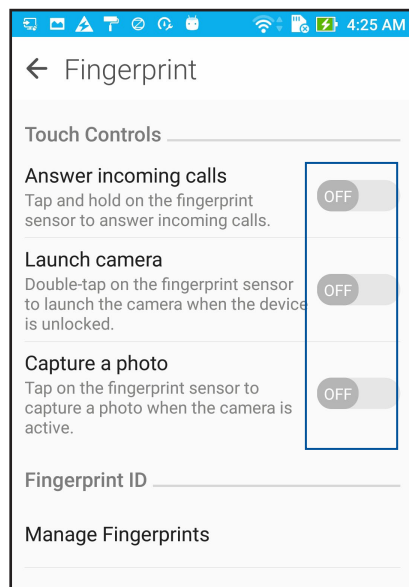 4:25 AM
Fingerprint
Touch Controls
Answer incoming calls
Tap and hold on the fingerprint
sensor to answer incoming calls.
OFF
Launch camera
Double-tap on the fingerprint sensor
to launch the camera when the device
is unlocked.
OFF
Capture a photo
Tap on the fingerprint sensor to
capture a photo when the camera is
active.
OFF
Fingerprint ID
Manage Fingerprints